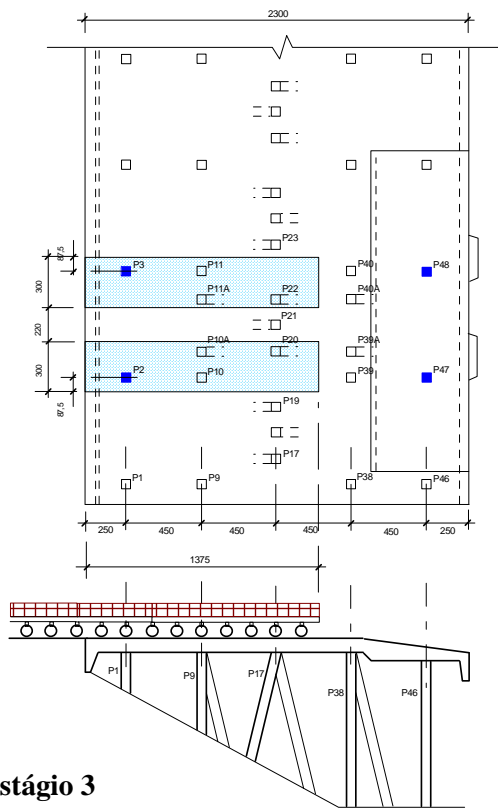 2300
P23
87,5
P3
P11
P40
P48
300
P11A
P22
P40A
220
P21
P10A
P20
P39A
300
P2
P10
P39
P47
87,5
P19
P17
P1
P9
P38
P46
250
450
450
450
450
250
1375
P1
P9
P17
P38
P46
stágio 3